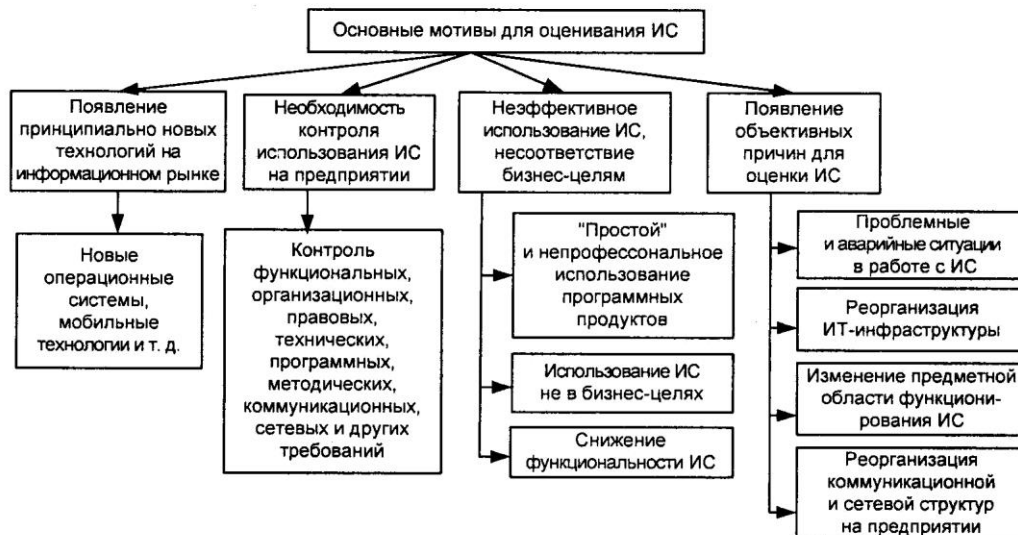 Основные мотивы для оценивания ИС
Появление
принципиально новых
технологий на
информационном рынке
Необходимость
контроля
использования ИС
на предприятии
Неэффективное
использование ИС,
несоответствие
бизнес-целям
Появление
объективных
причин для
оценки ИС
Новые
операционные
системы,
мобильные
технологии и т. д.
Контроль
функциональных,
организационных,
правовых,
технических,
программных,
методических,
коммуникационных,
сетевых и других
требований
"Простой"
и непрофессональное
использование
программных
продуктов
Использование ИС
не в бизнес-целях
Снижение
функциональности ИС
Проблемные
и аварийные ситуации
в работе с ИС
Реорганизация
ИТ-инфраструктуры
Изменение предметной
области функциони-
рования ИС
Реорганизация
коммуникационной
и сетевой структур
на предприятии